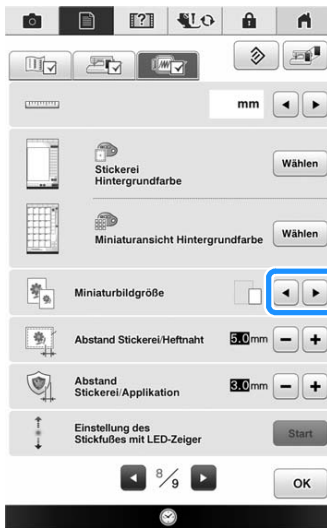 [?]
mm
Stickerei
Hintergrundfarbe
Wählen
Miniaturansicht Hintergrundfarbe
Wählen
Miniaturbildgröße
Abstand Stickerei/Heftnaht
5.0mm
Abstand
Stickerei/Applikation
3.0mm
Einstellung des
Stickfußes mit LED-Zeiger
Start
8/9
OK